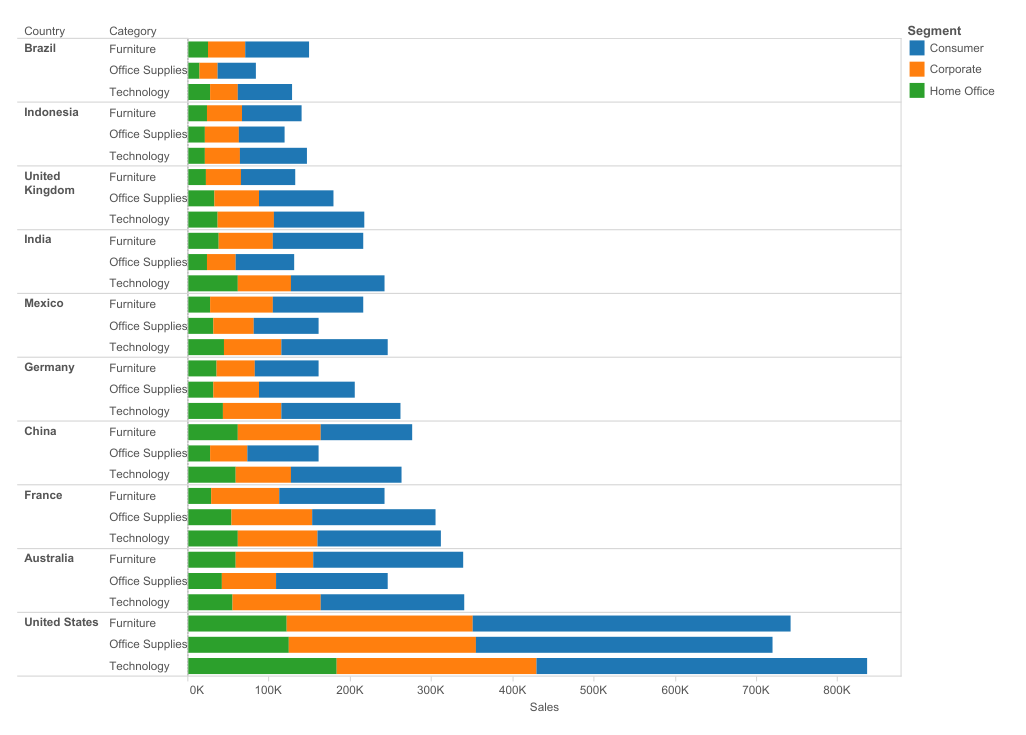 Country Category
Segment
Consumer
Corporate
Home Office
Brazil Furniture
Office Supplies
Technology
Indonesia Furniture
Office Supplies
Technology
United Kingdom Furniture
Office Supplies
Technology
India Furniture
Office Supplies
Technology
Mexico Furniture
Office Supplies
Technology
Germany Furniture
Office Supplies
Technology
China Furniture
Office Supplies
Technology
France Furniture
Office Supplies
Technology
Australia Furniture
Office Supplies
Technology
United States Furniture
Office Supplies
Technology
0K 100K 200K 300K 400K 500K 600K 700K 800K
Sales